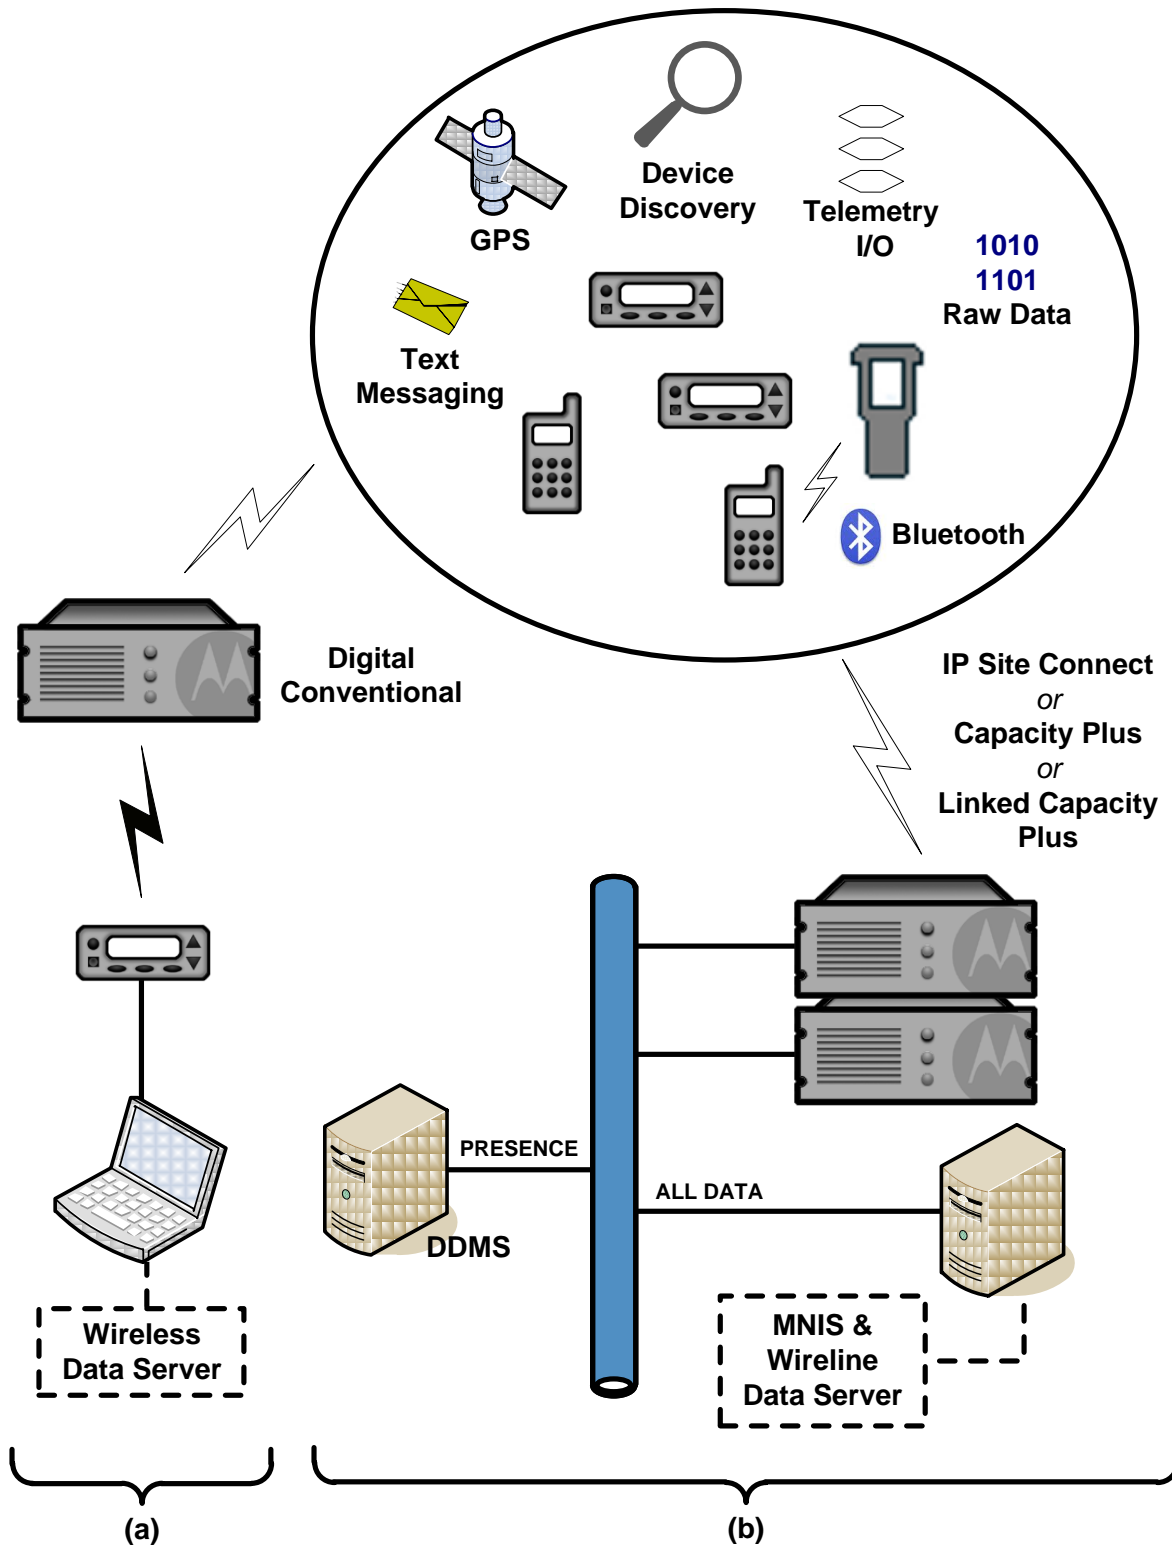 Device
Discovery
GPS
Telemetry
I/O
1010
1101
Raw Data
Text
Messaging
Bluetooth
Digital
Conventional
IP Site Connect
or
Capacity Plus
or
Linked Capacity
Plus
PRESENCE
ALL DATA
DDMS
Wireless
Data Server
MNIS &
Wireline
Data Server
(a)
(b)